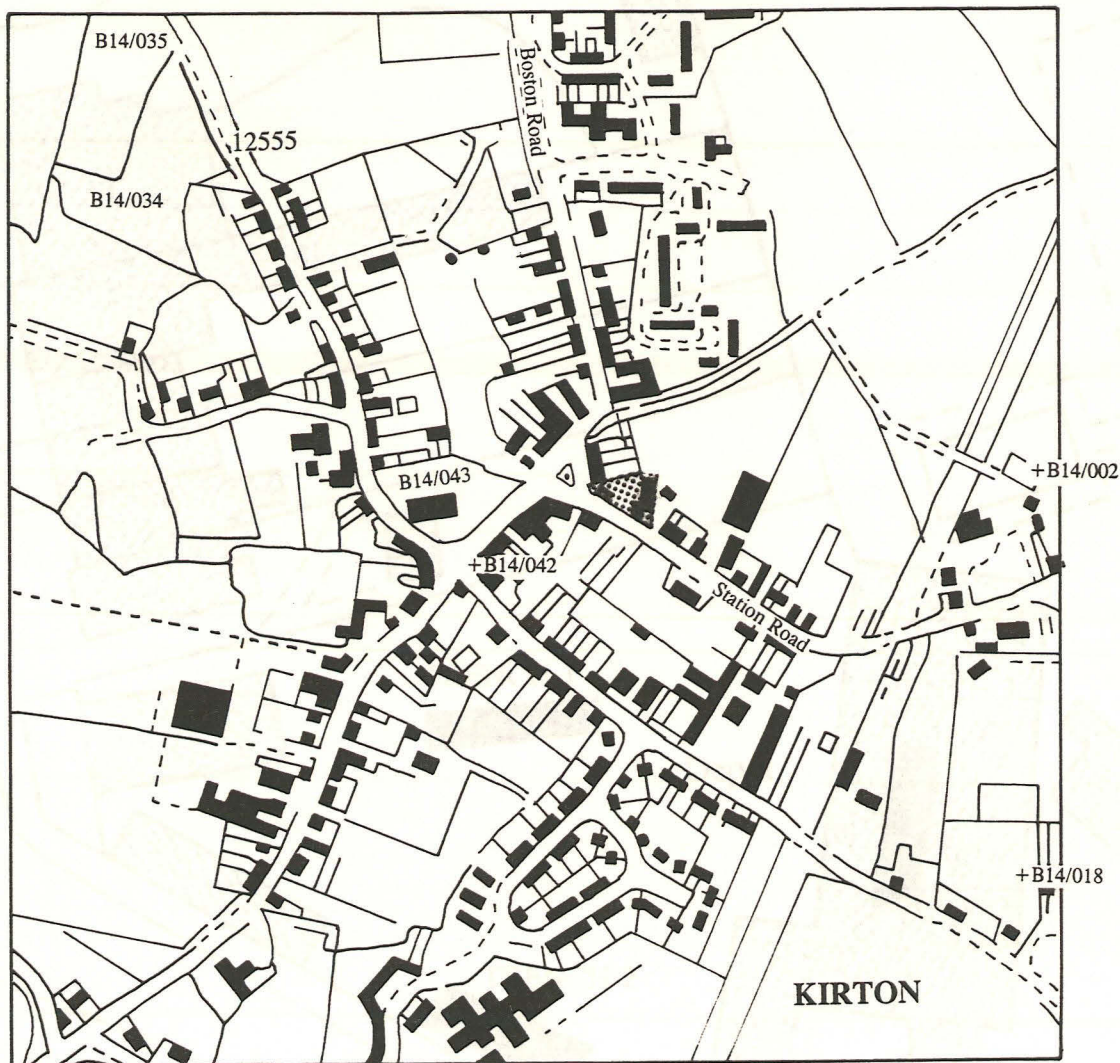 B14/035
Boston Road
12555
B14/034
B14/043
+B14/002
+B14/042
Station Road
+B14/018
KIRTON